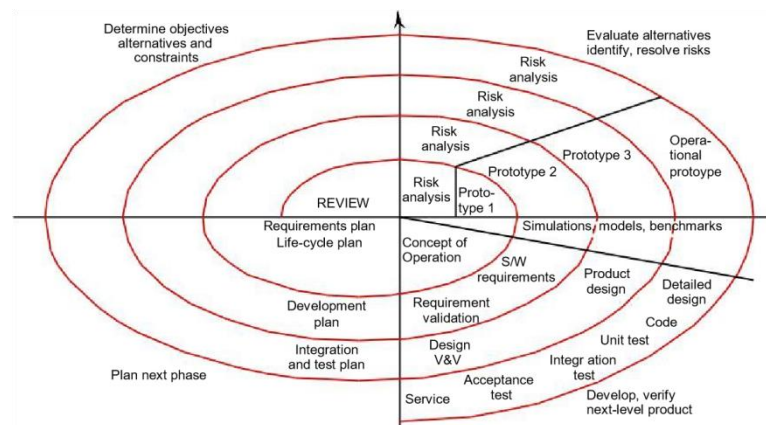 Determine objectives
alternatives and
constraints
Evaluate alternatives
identify, resolve risks
Risk
analysis
Risk
analysis
Risk
analysis
Risk
analysis
Proto-
type 1
Prototype 2
Prototype 3
Opera-
tional
protoype
REVIEW
Requirements plan
Life-cycle plan
Concept of
Operation
Simulations, models, benchmarks
S/W
requirements
Product
design
Detailed
design
Development
plan
Requirement
validation
Code
Unit test
Integration
and test plan
Design
V&V
Integr ation
test
Plan next phase
Acceptance
test
Service
Develop, verify
next-level product